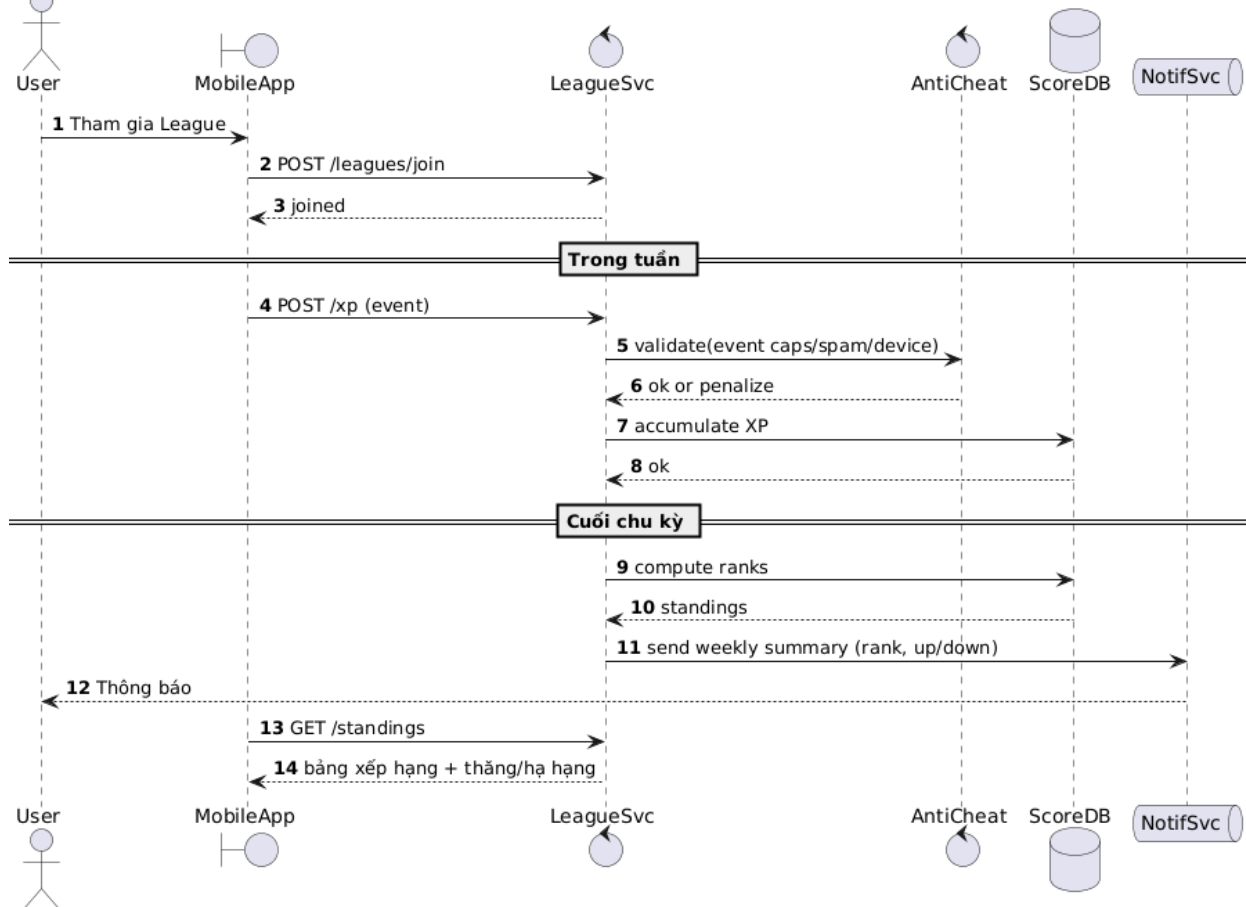 User
MobileApp
LeagueSvc
AntiCheat
ScoreDB
NotifSvc
1 Tham gia League
2 POST /leagues/join
3 joined
Trong tuần
4 POST /xp (event)
5 validate(event caps/spam/device)
6 ok or penalize
7 accumulate XP
8 ok
Cuối chu kỳ
9 compute ranks
10 standings
11 send weekly summary (rank, up/down)
12 Thông báo
13 GET /standings
14 bảng xếp hạng + thăng/hạ hạng
User
MobileApp
LeagueSvc
AntiCheat
ScoreDB
NotifSvc